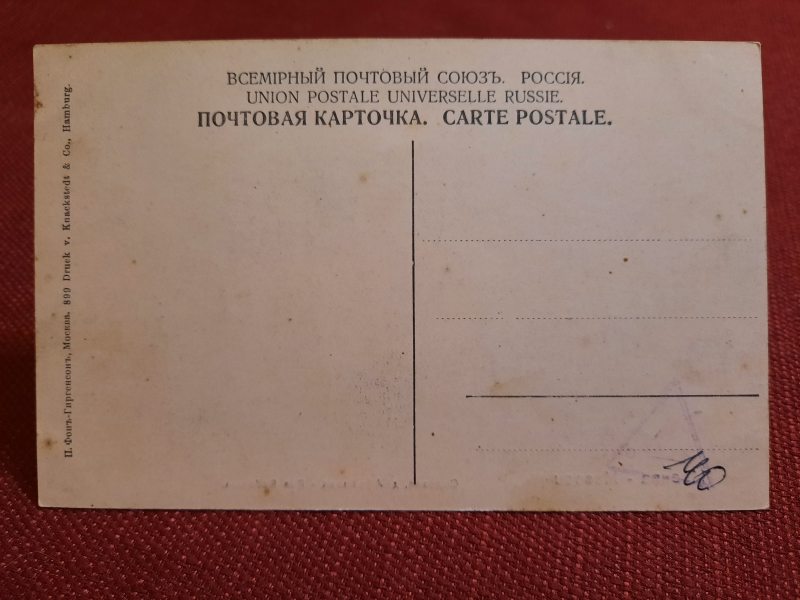 ВСЕМІРНЫЙ ПОЧТОВЫЙ СОЮЗЪ. РОССІЯ.
UNION POSTALE UNIVERSELLE RUSSIE.
ПОЧТОВАЯ КАРТОЧКА. CARTE POSTALE.
П. Фонъ-Гиргенсонъ, Москва. 899 Druck v. Knackstedt & Co., Hamburg.